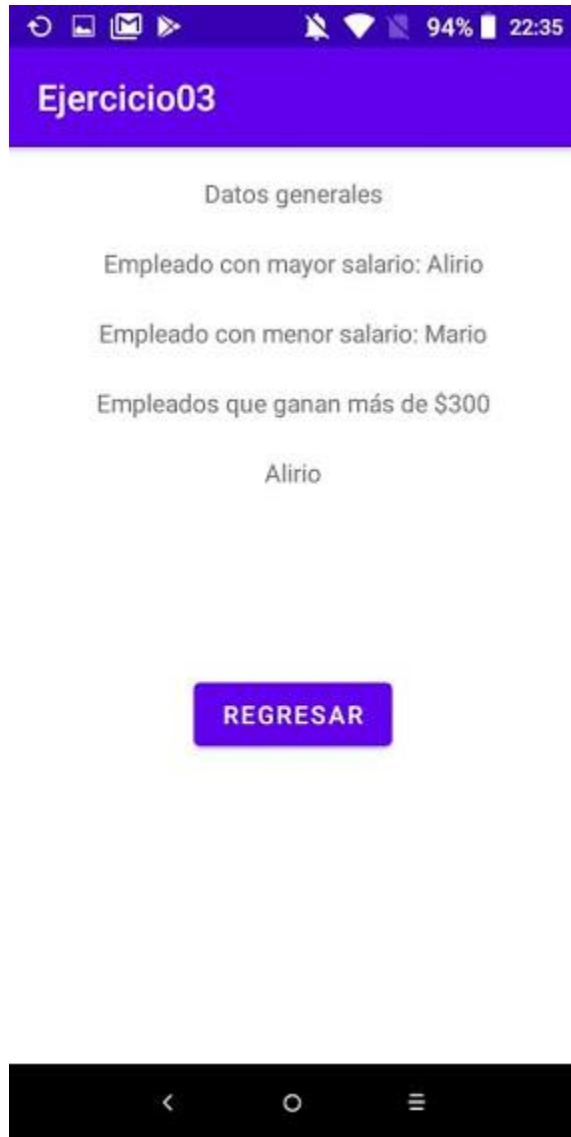 94% 22:35
Ejercicio03
Datos generales
Empleado con mayor salario: Alirio
Empleado con menor salario: Mario
Empleados que ganan más de $300
Alirio
REGRESAR